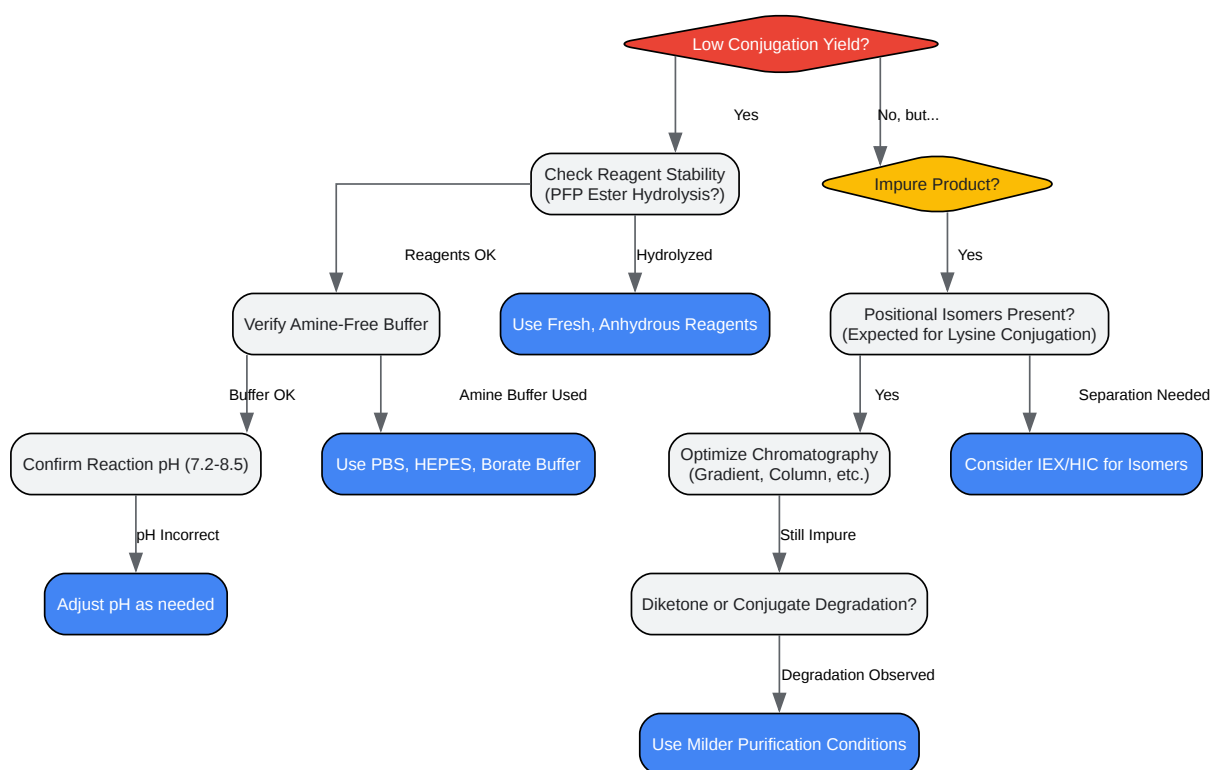 Low Conjugation Yield?
Yes
No, but...
Check Reagent Stability
(PFP Ester Hydrolysis?)
Impure Product?
Reagents OK
Hydrolyzed
Yes
Verify Amine-Free Buffer
Use Fresh, Anhydrous Reagents
Positional Isomers Present?
(Expected for Lysine Conjugation)
Buffer OK
Amine Buffer Used
Yes
Separation Needed
Confirm Reaction pH (7.2-8.5)
Use PBS, HEPES, Borate Buffer
Optimize Chromatography
(Gradient, Column, etc.)
Consider IEX/HIC for Isomers
pH Incorrect
Still Impure
Adjust pH as needed
Diketone or Conjugate Degradation?
Degradation Observed
Use Milder Purification Conditions